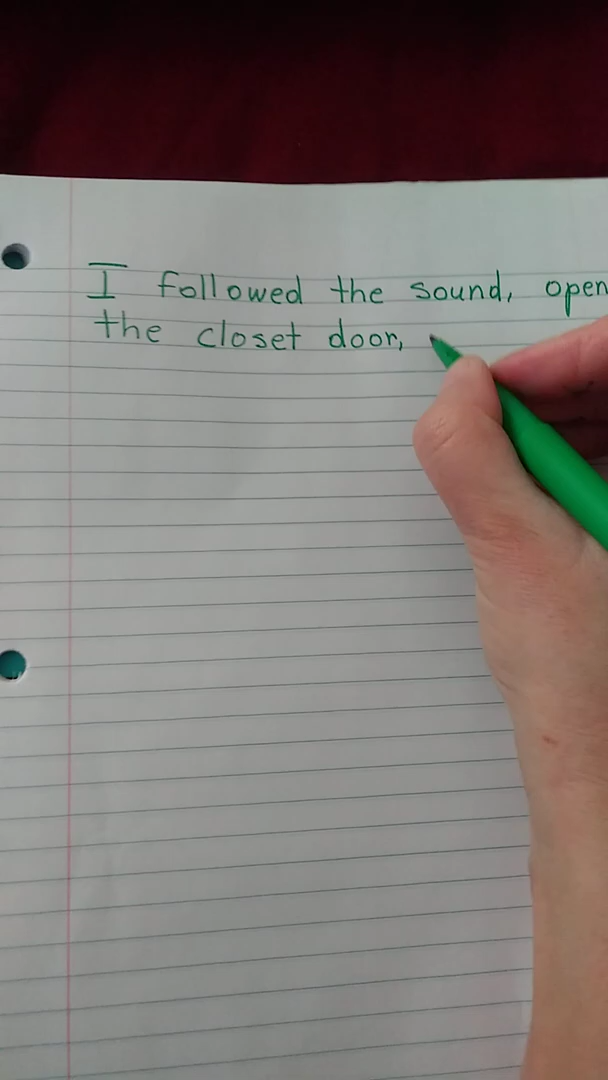 I followed the sound, open
the closet door,